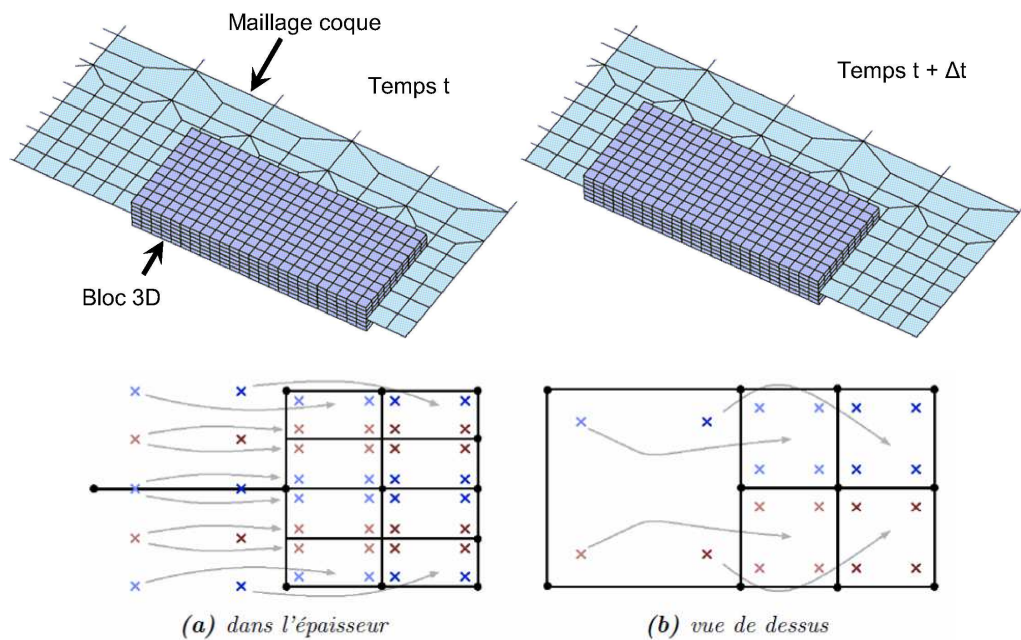 Maillage coque
Temps t
Temps t + Δt
Bloc 3D
(a) dans l'épaisseur
(b) vue de dessus